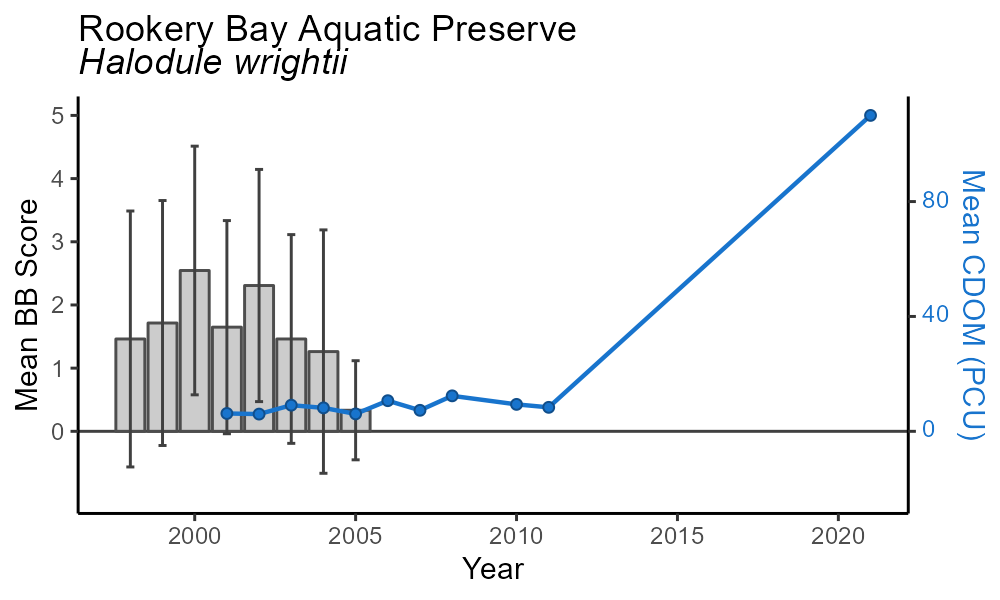 Rookery Bay Aquatic Preserve
Halodule wrightii
5
4
3
2
1
0
Mean BB Score
80
40
0
Mean CDOM (PCU)
2000 2005 2010 2015 2020
Year